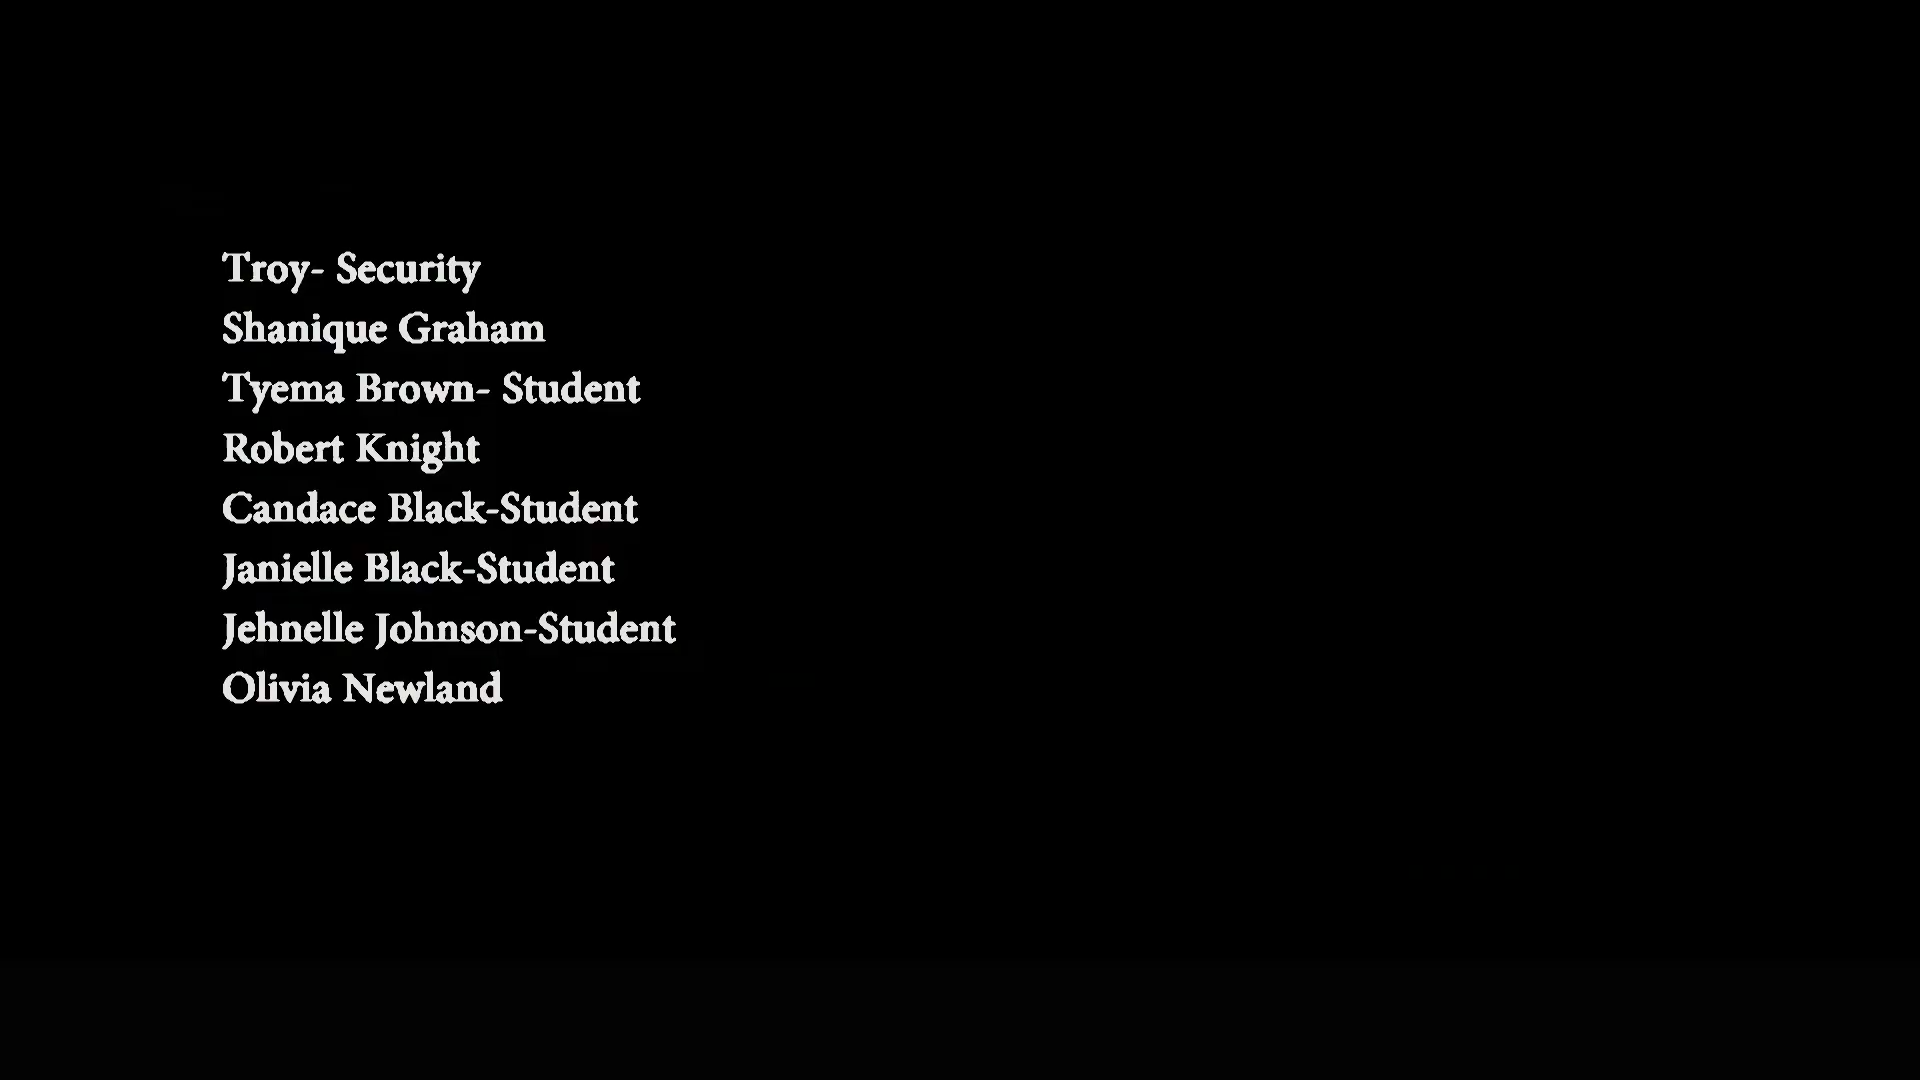 Troy- Security
Shanique Graham
Tyema Brown- Student
Robert Knight
Candace Black-Student
Janielle Black-Student
Jehnelle Johnson-Student
Olivia Newland